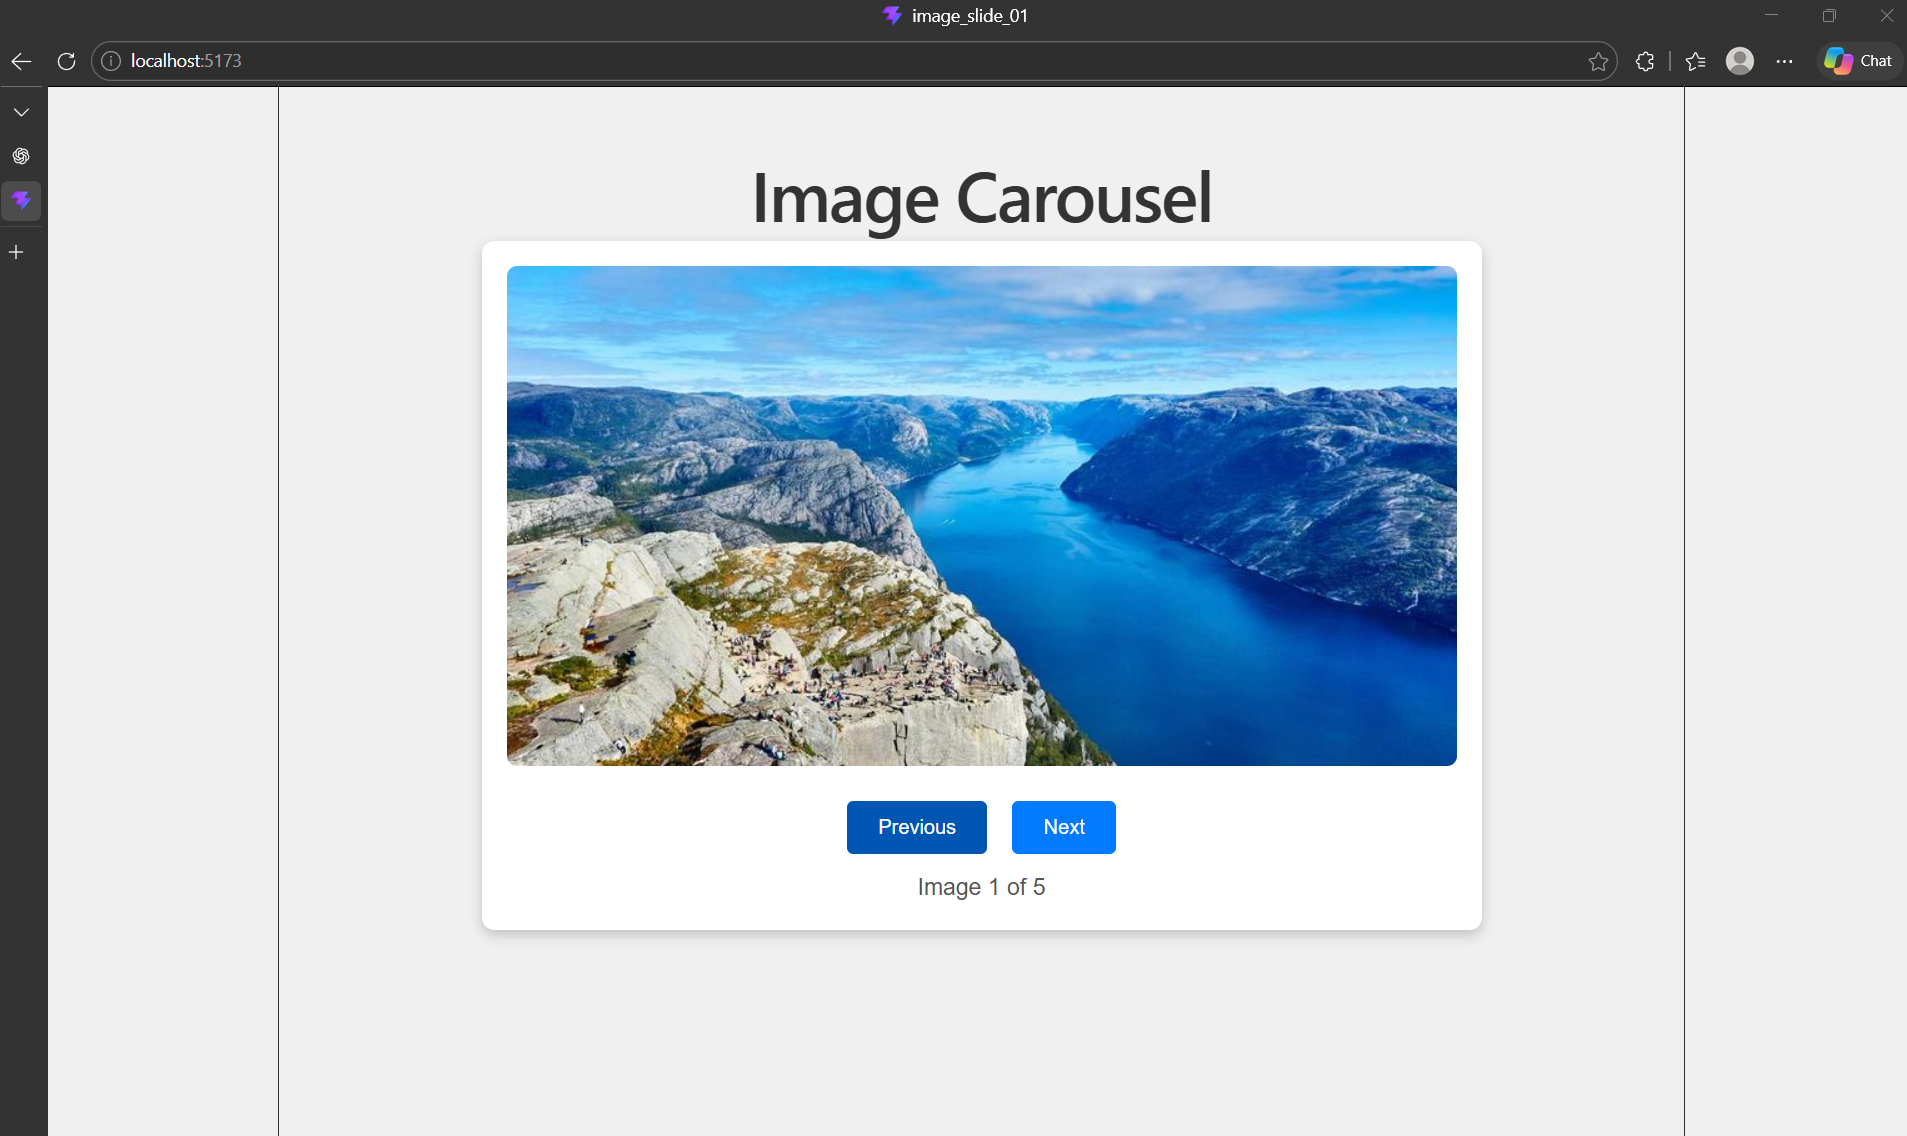 image_slide_01
localhost:5173
Chat
Image Carousel
Previous
Next
Image 1 of 5